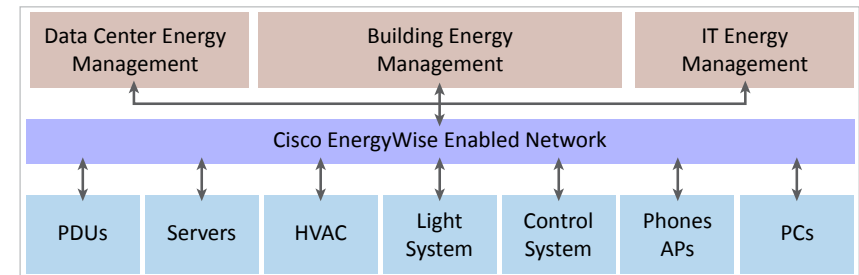 Data Center Energy
Management
Building Energy
Management
IT Energy
Management
Cisco EnergyWise Enabled Network
PDUs
Servers
HVAC
Light
System
Control
System
Phones
APs
PCs